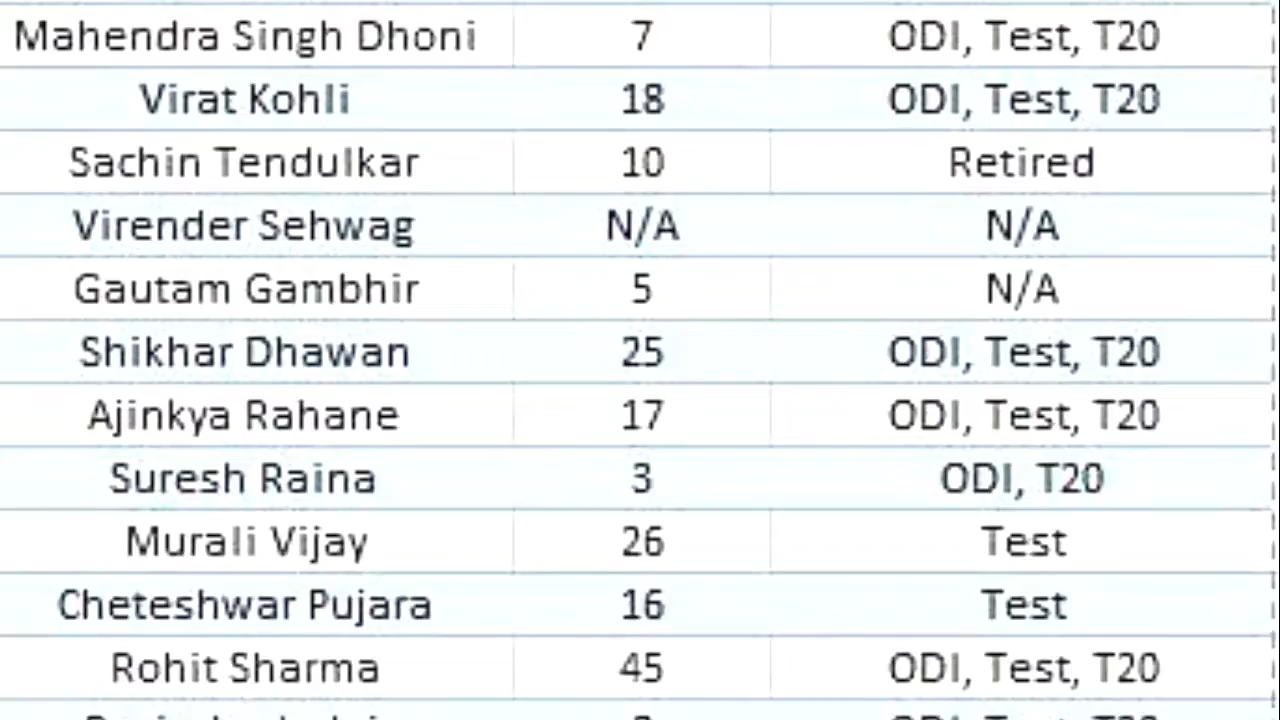 Mahendra Singh Dhoni 7 ODI, Test, T20
Virat Kohli 18 ODI, Test, T20
Sachin Tendulkar 10 Retired
Virender Sehwag N/A N/A
Gautam Gambhir 5 N/A
Shikhar Dhawan 25 ODI, Test, T20
Ajinkya Rahane 17 ODI, Test, T20
Suresh Raina 3 ODI, T20
Murali Vijay 26 Test
Cheteshwar Pujara 16 Test
Rohit Sharma 45 ODI, Test, T20